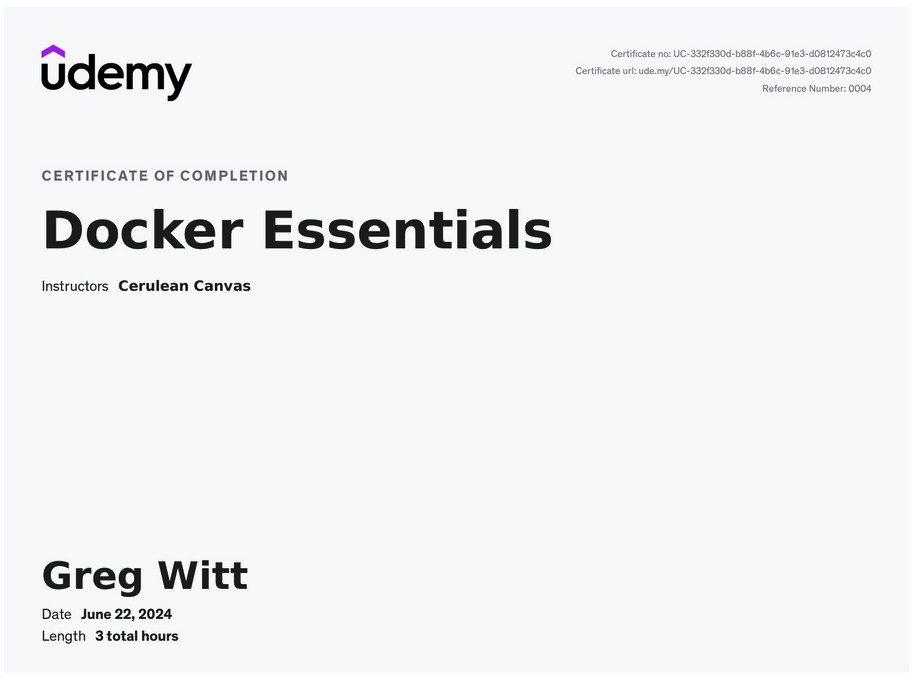 udemy
Certificate no: UC-332f330d-b88f-4b6c-91e3-d0812473c4c0
Certificate url: ude.my/UC-332f330d-b88f-4b6c-91e3-d0812473c4c0
Reference Number: 0004
CERTIFICATE OF COMPLETION
Docker Essentials
Instructors Cerulean Canvas
Greg Witt
Date June 22, 2024
Length 3 total hours